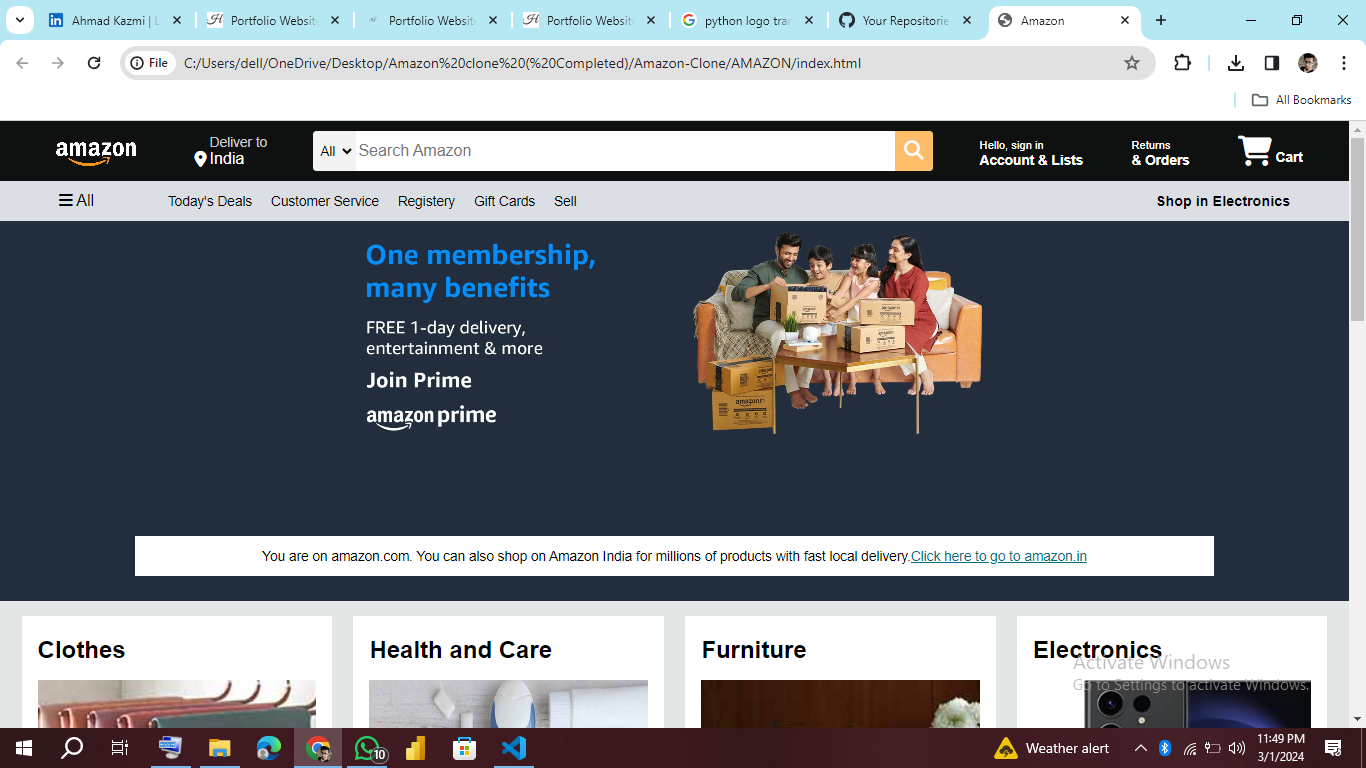 Ahmad Kazmi | L
Portfolio Website
Portfolio Website
Portfolio Website
python logo tran
Your Repositorie
Amazon
File
C:/Users/dell/OneDrive/Desktop/Amazon%20clone%20(%20Completed)/Amazon-Clone/AMAZON/index.html
All Bookmarks
amazon
Deliver to
India
All
Search Amazon
Hello, sign in
Account & Lists
Returns
& Orders
Cart
All
Today's Deals
Customer Service
Registery
Gift Cards
Sell
Shop in Electronics
One membership,
many benefits
FREE 1-day delivery,
entertainment & more
Join Prime
amazon prime
You are on amazon.com. You can also shop on Amazon India for millions of products with fast local delivery.Click here to go to amazon.in
Clothes
Health and Care
Furniture
Electronics
Activate Windows
Go to Settings to activate Windows.
10
Weather alert
11:49 PM
3/1/2024